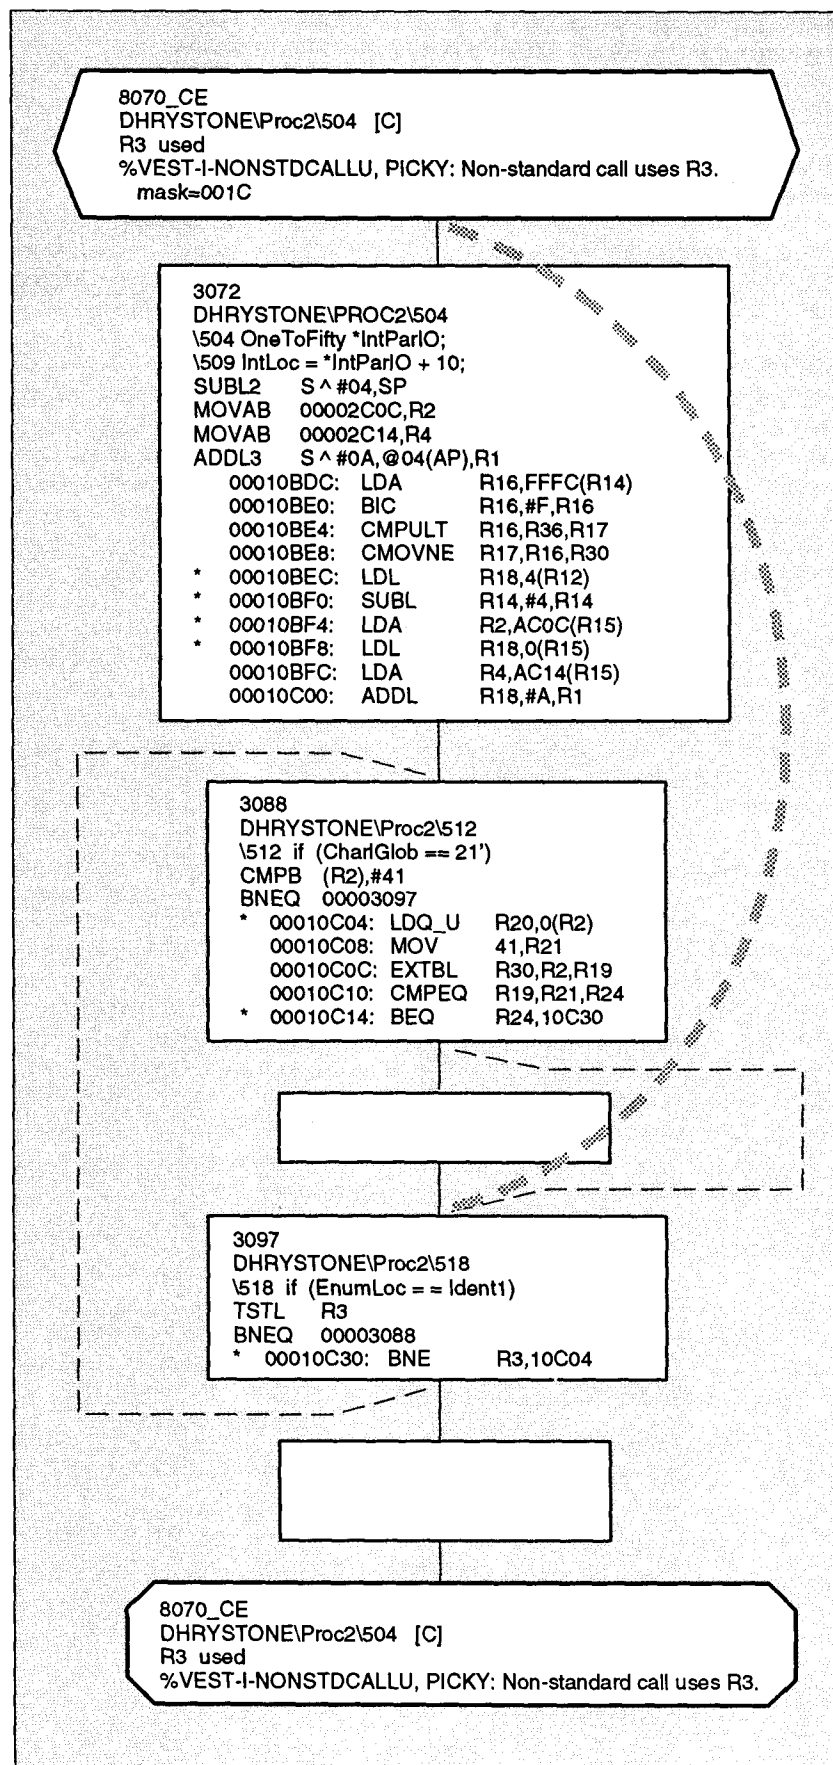 8070_CE
DHRYSTONE\Proc2\504 [C]
R3 used
%VEST-I-NONSTDCALLU, PICKY: Non-standard call uses R3.
mask=001C
3072
DHRYSTONE\PROC2\504
\504 OneToFifty *IntParIO;
\509 IntLoc = *IntParIO + 10;
SUBL2 S^#04,SP
MOVAB 00002C0C,R2
MOVAB 00002C14,R4
ADDL3 S^#0A,@04(AP),R1
00010BDC: LDA R16,FFFC(R14)
00010BE0: BIC R16,#F,R16
00010BE4: CMPULT R16,R36,R17
00010BE8: CMOVNE R17,R16,R30
* 00010BEC: LDL R18,4(R12)
* 00010BF0: SUBL R14,#4,R14
* 00010BF4: LDA R2,AC0C(R15)
* 00010BF8: LDL R18,0(R15)
00010BFC: LDA R4,AC14(R15)
00010C00: ADDL R18,#A,R1
3088
DHRYSTONE\Proc2\512
\512 if (CharlGlob == 21')
CMPB (R2),#41
BNEQ 00003097
* 00010C04: LDQ_U R20,0(R2)
00010C08: MOV 41,R21
00010C0C: EXTBL R30,R2,R19
00010C10: CMPEQ R19,R21,R24
* 00010C14: BEQ R24,10C30
3097
DHRYSTONE\Proc2\518
\518 if (EnumLoc = = Ident1)
TSTL R3
BNEQ 00003088
* 00010C30: BNE R3,10C04
8070_CE
DHRYSTONE\Proc2\504 [C]
R3 used
%VEST-I-NONSTDCALLU, PICKY: Non-standard call uses R3.